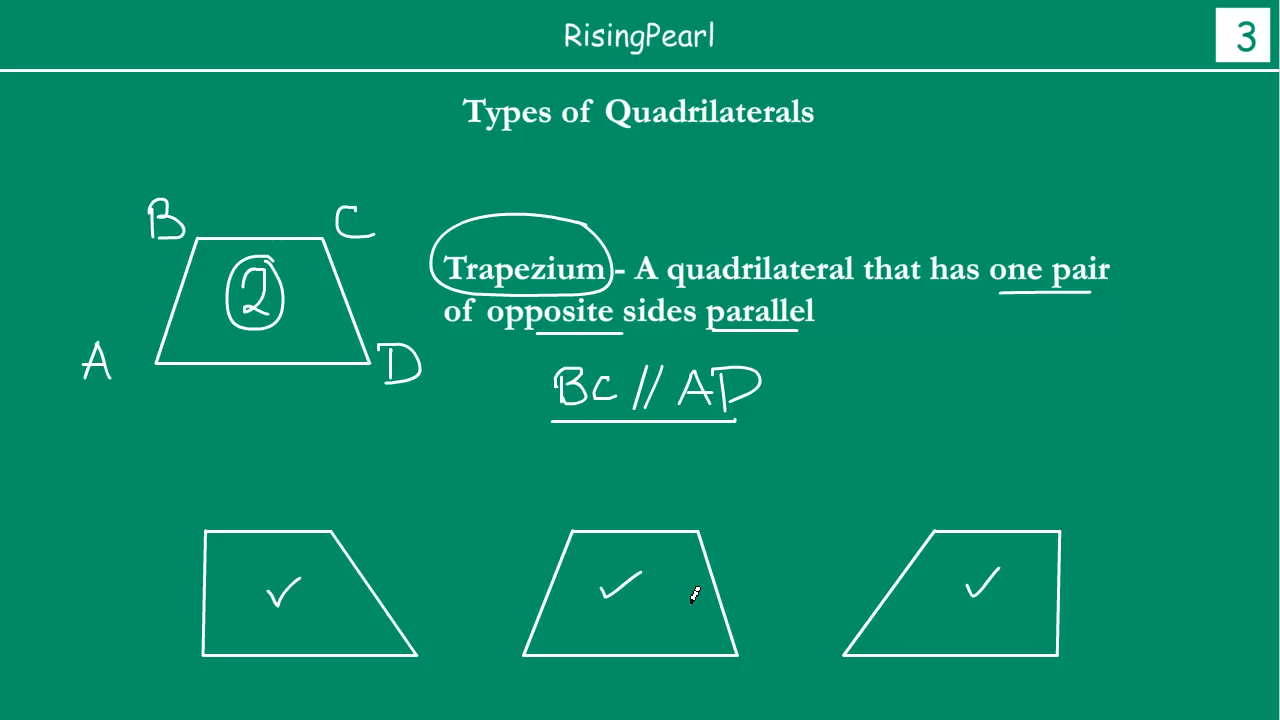 RisingPearl
3
Types of Quadrilaterals
B C
2
Trapezium - A quadrilateral that has one pair
of opposite sides parallel
A D
BC // AD